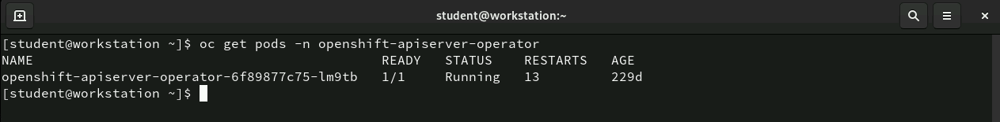 student@workstation:~
[student@workstation ~]$ oc get pods -n openshift-apiserver-operator
NAME                                            READY   STATUS    RESTARTS   AGE
openshift-apiserver-operator-6f89877c75-lm9tb   1/1     Running   13         229d
[student@workstation ~]$